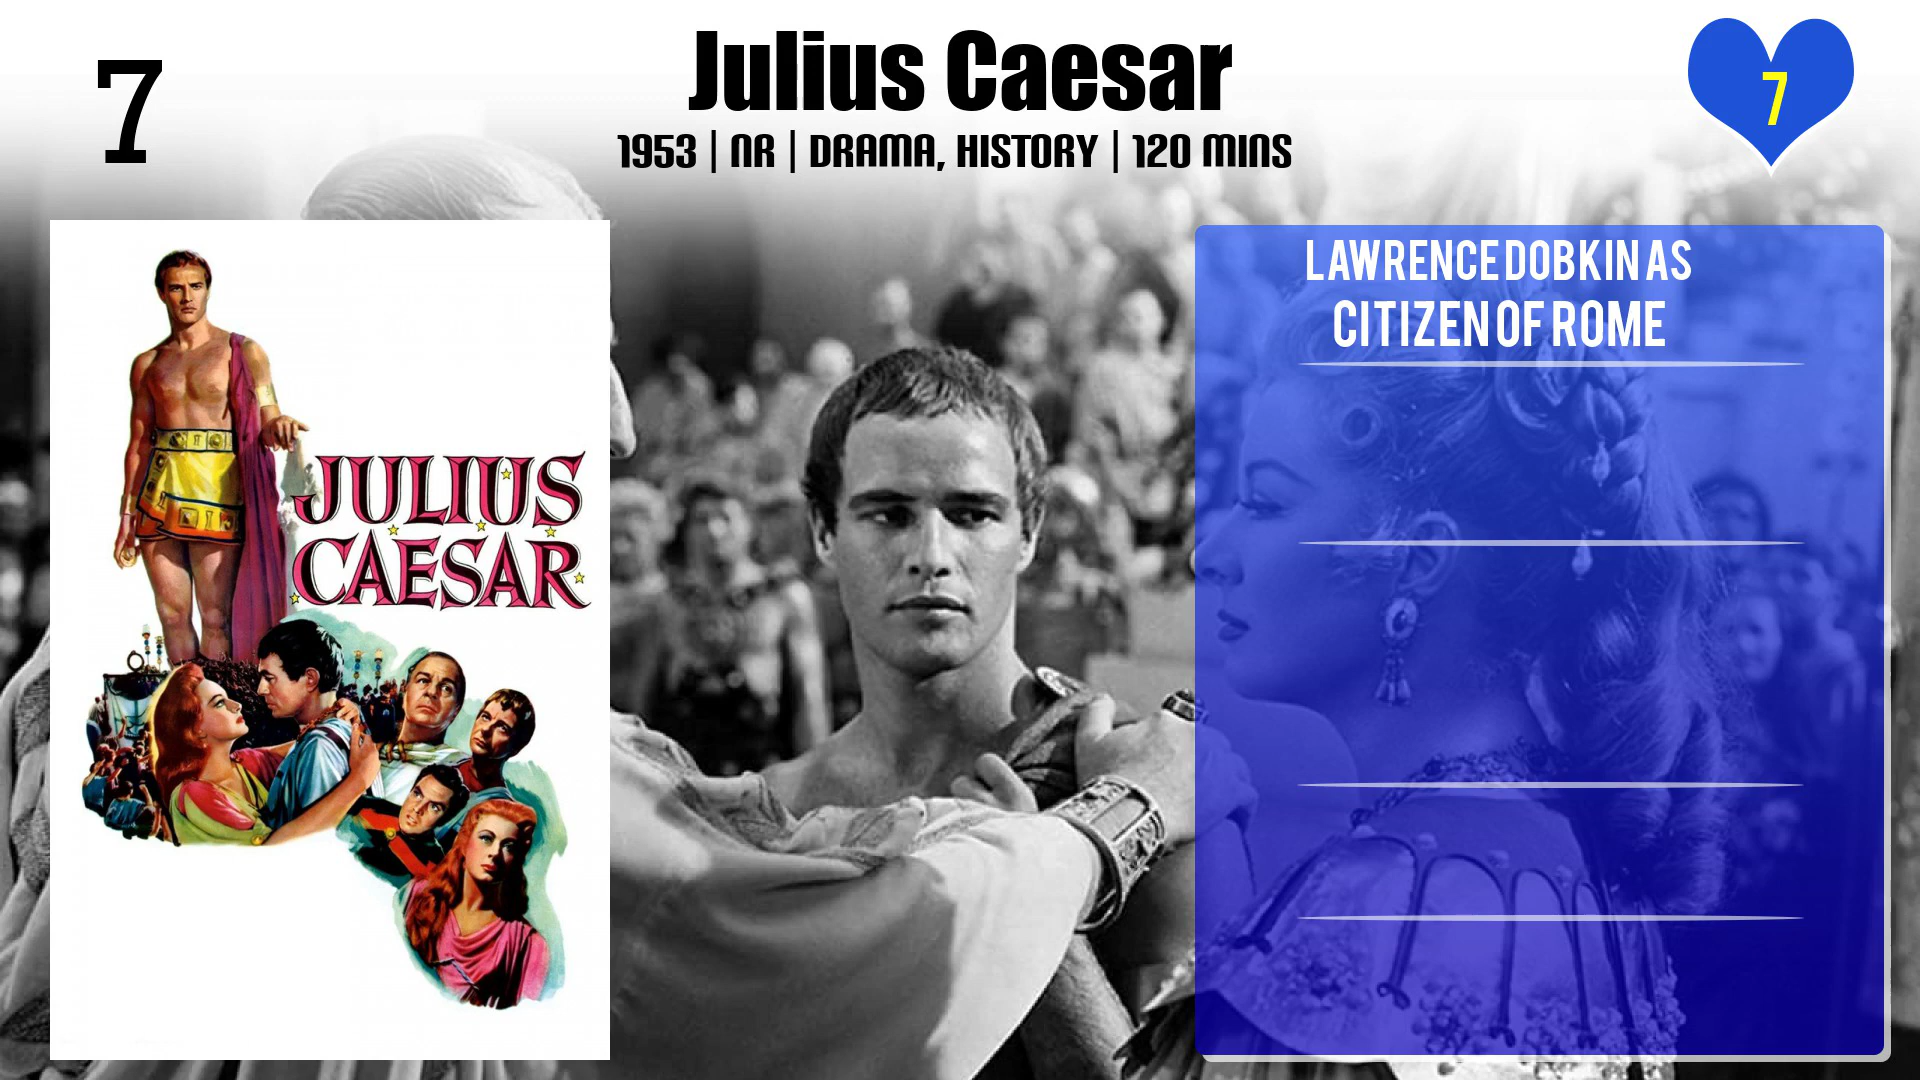 7
Julius Caesar
1953 | NR | DRAMA, HISTORY | 120 MINS
7
JULIUS
CAESAR
LAWRENCE DOBKIN AS
CITIZEN OF ROME